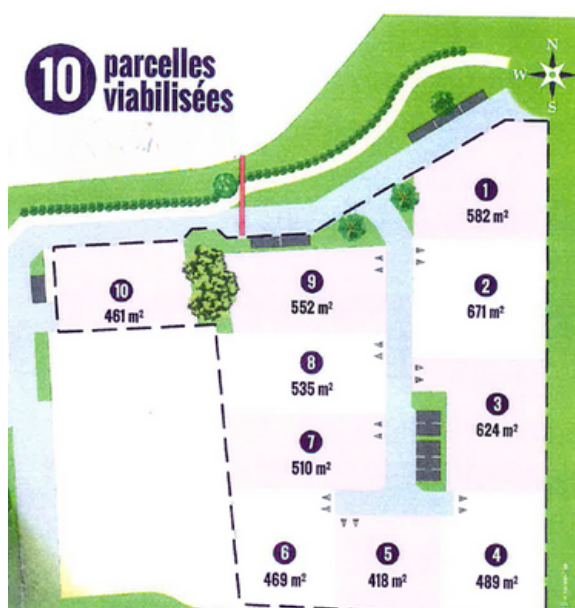 10 parcelles
viabilisées
N
W
S
1
582 m²
2
671 m²
10
461 m²
9
552 m²
8
535 m²
3
624 m²
7
510 m²
6
469 m²
5
418 m²
4
489 m²